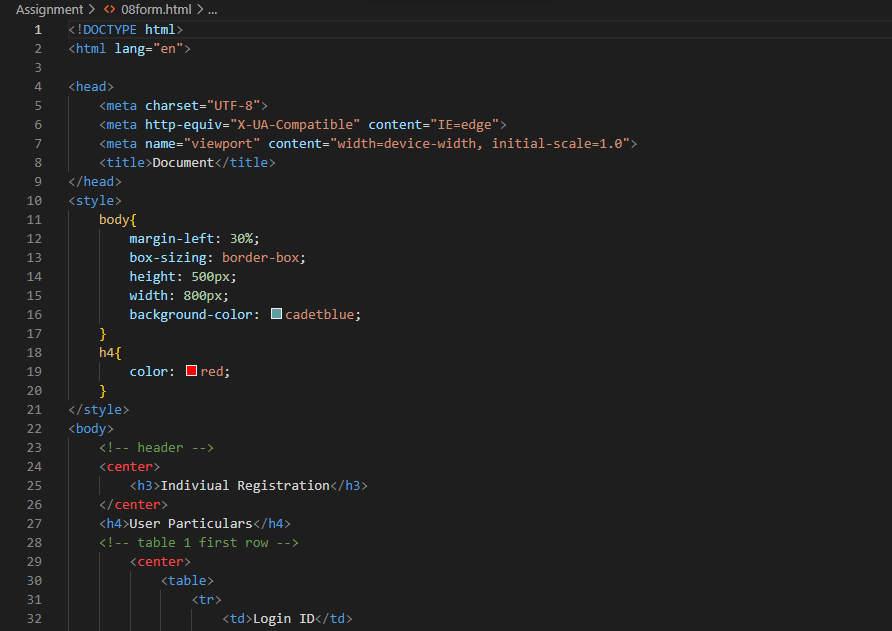 Assignment > <> 08form.html > ...
1 <!DOCTYPE html>
2 <html lang="en">
3
4 <head>
5     <meta charset="UTF-8">
6     <meta http-equiv="X-UA-Compatible" content="IE=edge">
7     <meta name="viewport" content="width=device-width, initial-scale=1.0">
8     <title>Document</title>
9 </head>
10 <style>
11     body{
12         margin-left: 30%;
13         box-sizing: border-box;
14         height: 500px;
15         width: 800px;
16         background-color: cadetblue;
17     }
18     h4{
19         color: red;
20     }
21 </style>
22 <body>
23     <!-- header -->
24     <center>
25         <h3>Indiviual Registration</h3>
26     </center>
27     <h4>User Particulars</h4>
28     <!-- table 1 first row -->
29         <center>
30             <table>
31                 <tr>
32                     <td>Login ID</td>